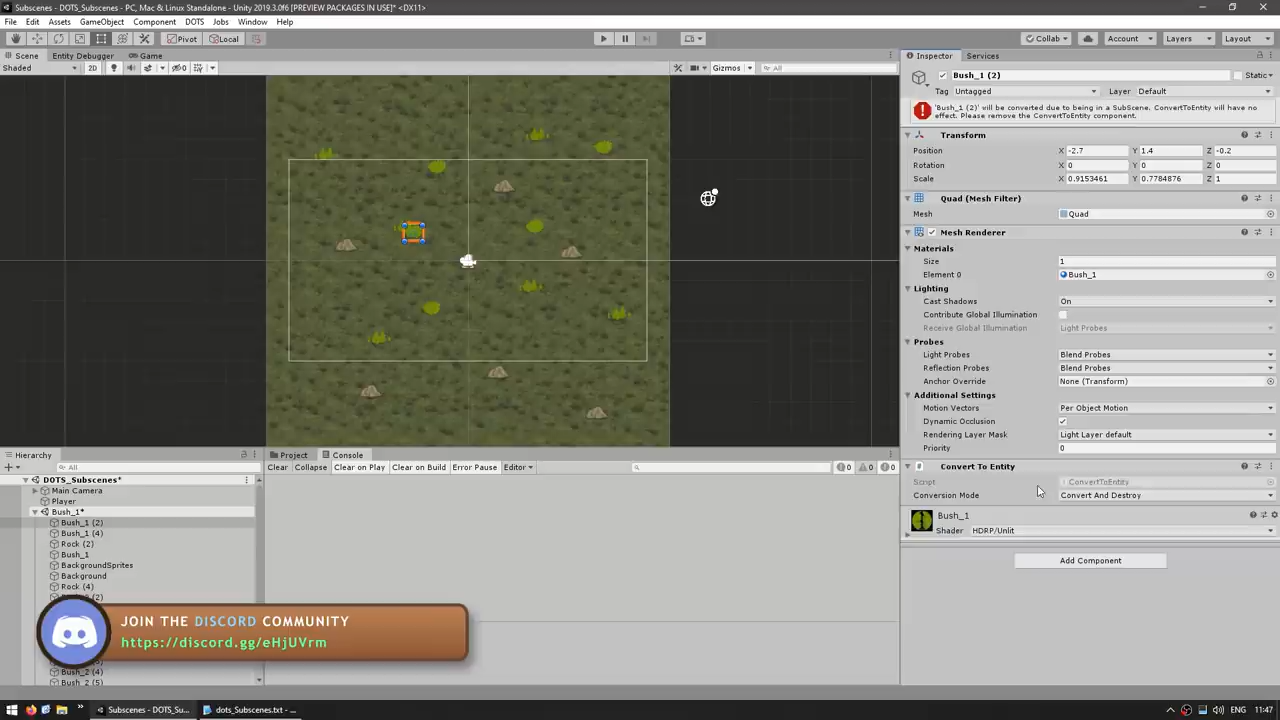 Subscenes - DOTS_Subscenes - PC, Mac & Linux Standalone - Unity 2019.3.0f6 [PREVIEW PACKAGES IN USE]* <DX11>
File Edit Assets GameObject Component DOTS Jobs Window Help
Pivot Local Collab Account Layers Layout
Scene Entity Debugger Game
Shaded 2D 0 Gizmos All
Inspector Services
Bush_1 (2) Static
Tag Untagged Layer Default
'Bush_1 (2)' will be converted due to being in a SubScene. ConvertToEntity will have
no effect. Please remove the ConvertToEntity component.
Transform
Position X -2.7 Y 1.4 Z -0.2
Rotation X 0 Y 0 Z 0
Scale X 0.9153461 Y 0.7784876 Z 1
Quad (Mesh Filter)
Mesh Quad
Mesh Renderer
Materials
Size 1
Element 0 Bush_1
Lighting
Cast Shadows On
Contribute Global Illumination
Receive Global Illumination Light Probes
Probes
Light Probes Blend Probes
Reflection Probes Blend Probes
Anchor Override None (Transform)
Additional Settings
Motion Vectors Per Object Motion
Dynamic Occlusion
Rendering Layer Mask Light Layer default
Priority 0
Convert To Entity
Script ConvertToEntity
Conversion Mode Convert And Destroy
Bush_1
Shader HDRP/Unlit
Add Component
Hierarchy
All
DOTS_Subscenes*
Main Camera
Player
Bush_1*
Bush_1 (2)
Bush_1 (4)
Rock (2)
Bush_1
BackgroundSprites
Background
Rock (4)
Bush_2 (4)
Bush_2 (5)
Project Console
Clear Collapse Clear on Play Clear on Build Error Pause Editor 0 0 0
JOIN THE DISCORD COMMUNITY
https://discord.gg/eHjUVrm
Subscenes - DOTS_Su... dots_Subscenes.txt - ... ENG 11:47